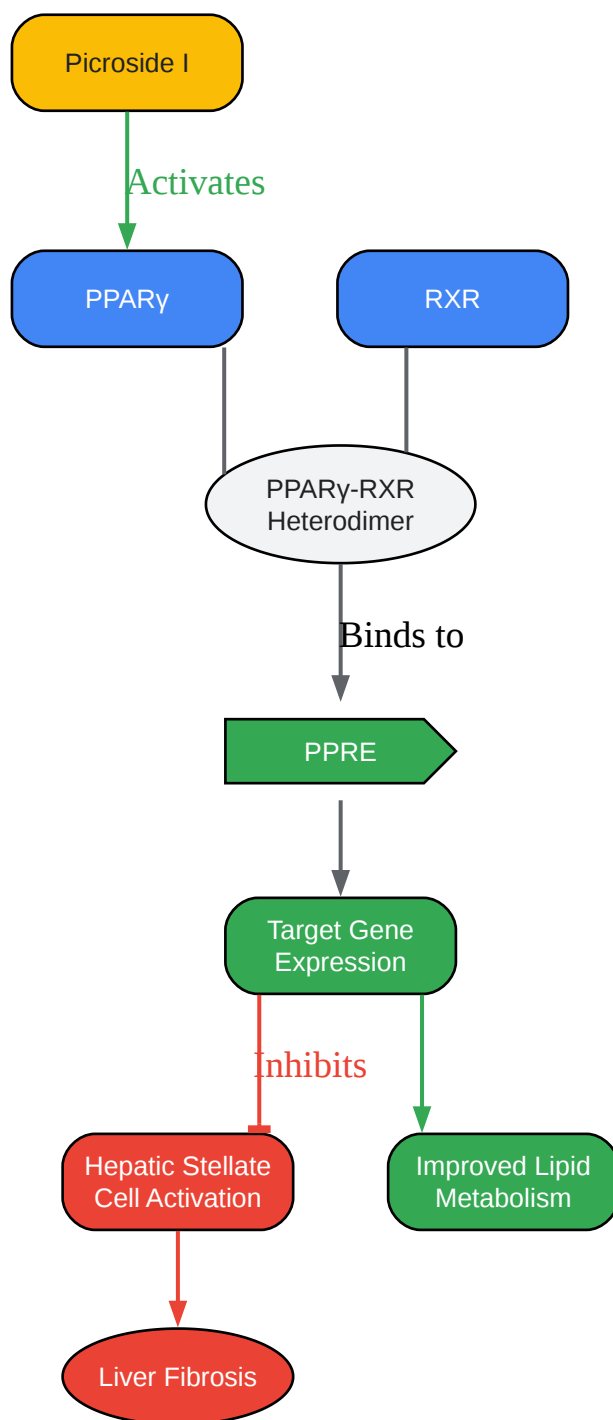 Picroside I
Activates
PPARγ
RXR
PPARγ-RXR
Heterodimer
Binds to
PPRE
Target Gene
Expression
Inhibits
Hepatic Stellate
Cell Activation
Improved Lipid
Metabolism
Liver Fibrosis